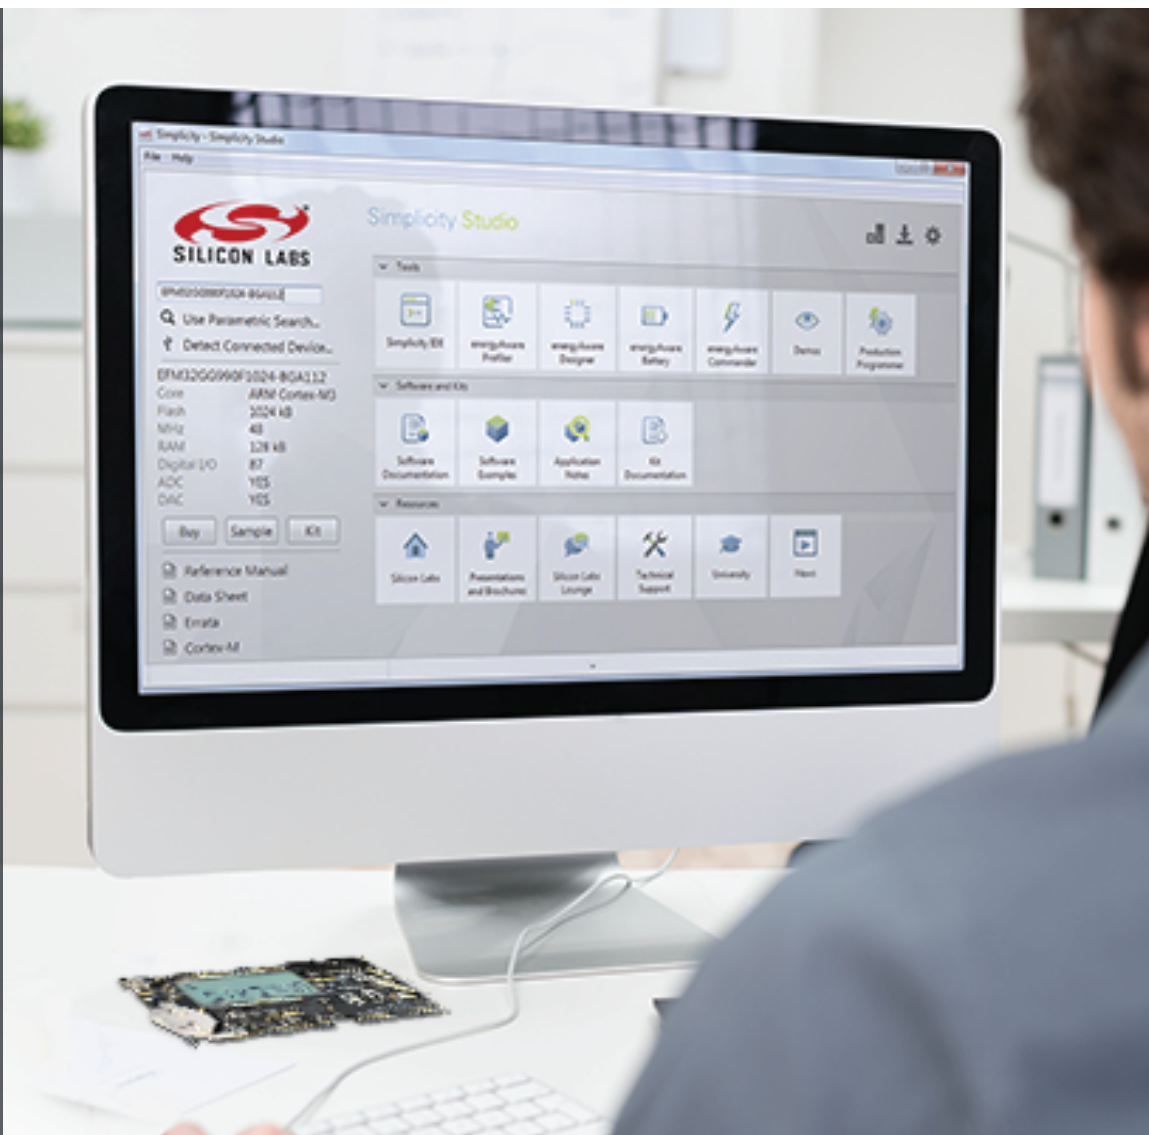 Simplicity - Simplicity Studio
File Help
SILICON LABS
Simplicity Studio
Tools
EFM32GG990F1024-BGA112
Use Parametric Search...
Detect Connected Device...
Simplicity IDE
energyAware Profiler
energyAware Designer
energyAware Battery
energyAware Commander
Demos
Production Programmer
EFM32GG990F1024-BGA112
Core ARM Cortex-M3
Flash 1024 kB
MHz 48
RAM 128 kB
Digital I/O 87
ADC YES
DAC YES
Software and Kits
Software Documentation
Software Examples
Application Notes
Kit Documentation
Buy Sample Kit
Resources
Silicon Labs
Presentations and Brochures
Silicon Labs Lounge
Technical Support
University
Reference Manual
Data Sheet
Errata
Cortex-M